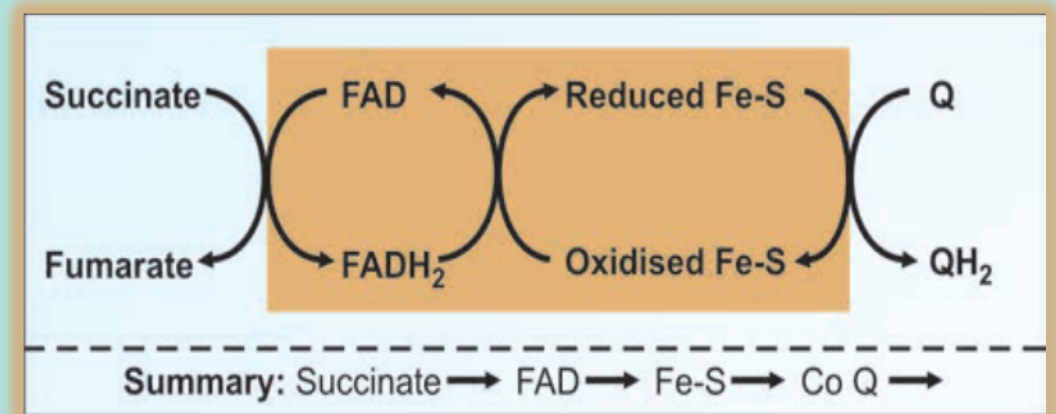 Succinate FAD Reduced Fe-S Q
Fumarate FADH₂ Oxidised Fe-S QH₂
Summary: Succinate → FAD → Fe-S → Co Q →